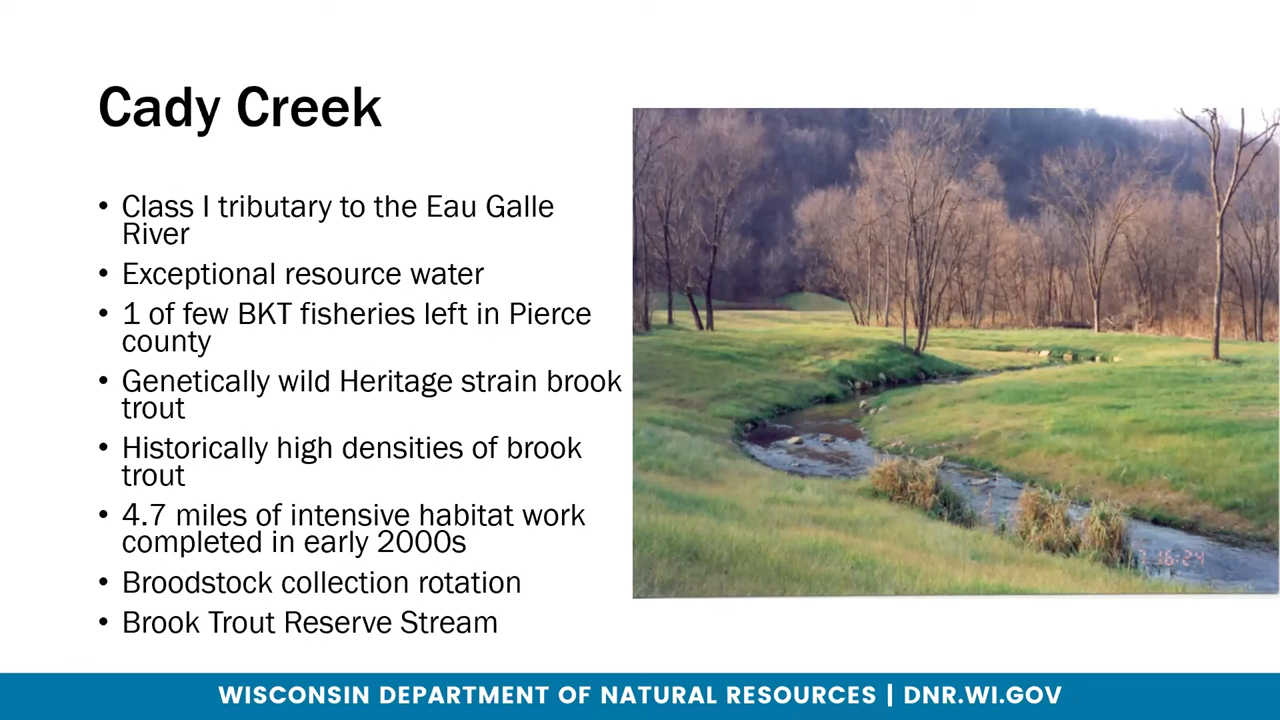 Cady Creek
• Class I tributary to the Eau Galle
River
• Exceptional resource water
• 1 of few BKT fisheries left in Pierce
county
• Genetically wild Heritage strain brook
trout
• Historically high densities of brook
trout
• 4.7 miles of intensive habitat work
completed in early 2000s
• Broodstock collection rotation
• Brook Trout Reserve Stream
WISCONSIN DEPARTMENT OF NATURAL RESOURCES | DNR.WI.GOV